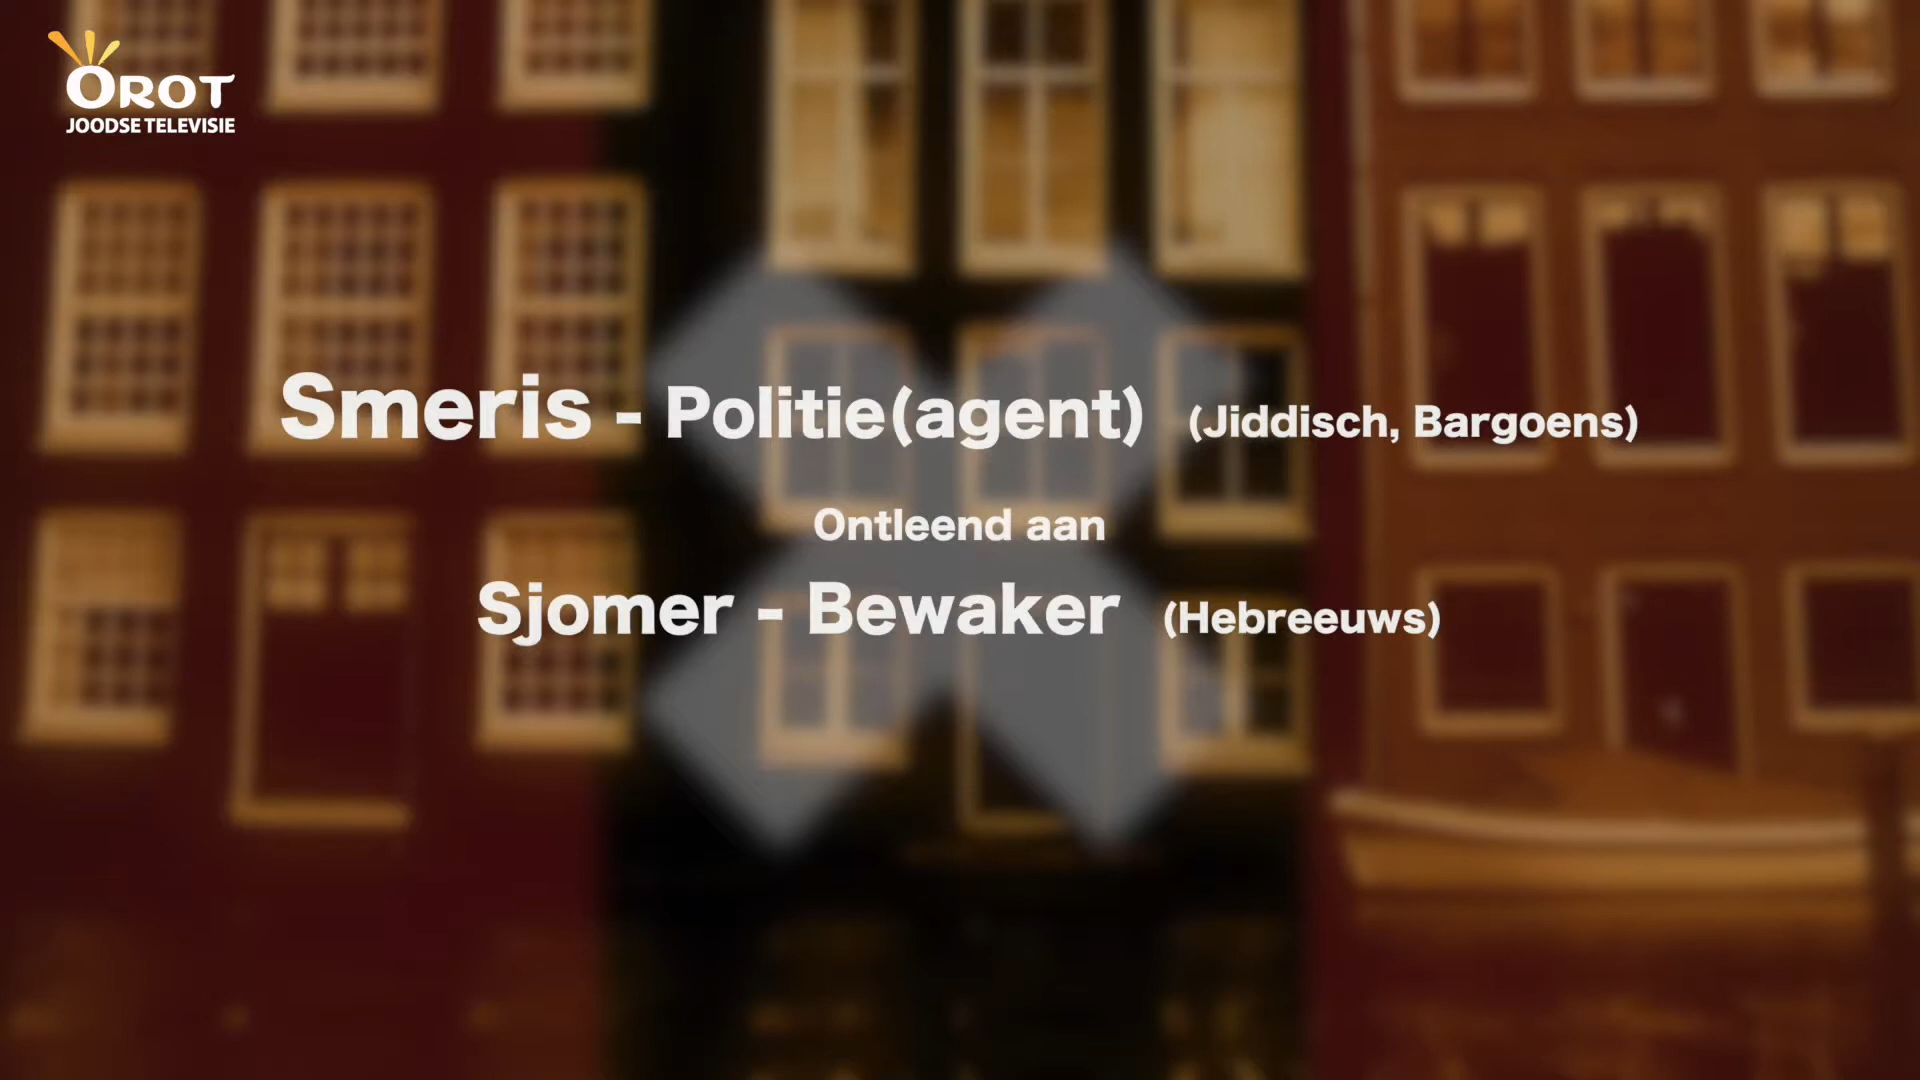 OROT
JOODSE TELEVISIE
Smeris - Politie(agent) (Jiddisch, Bargoens)
Ontleend aan
Sjomer - Bewaker (Hebreeuws)